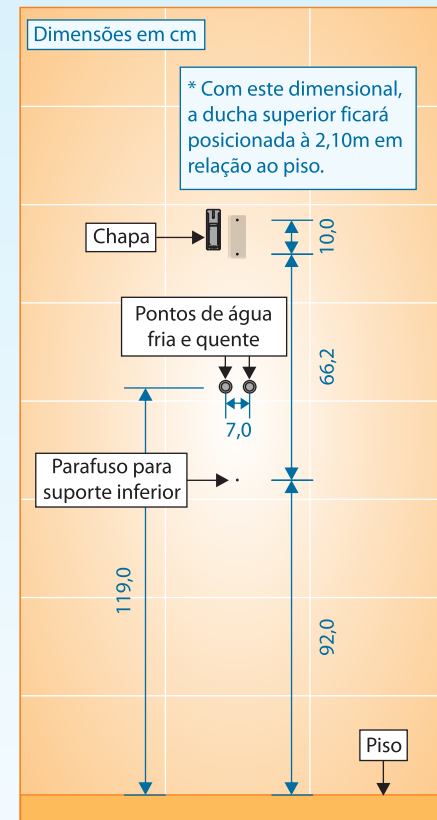 Dimensões em cm
* Com este dimensional,
a ducha superior ficará
posicionada à 2,10m em
relação ao piso.
Chapa
10,0
Pontos de água
fria e quente
66,2
7,0
Parafuso para
suporte inferior
119,0
92,0
Piso